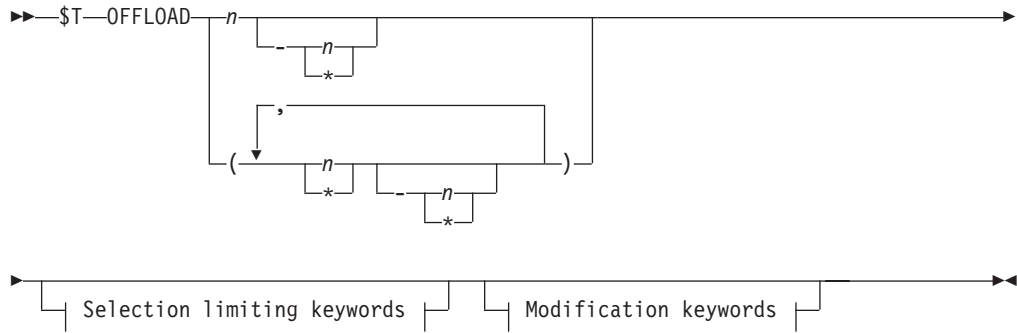 $T OFFLOAD n
- n
*
,
( n )
*
- n
*
Selection limiting keywords Modification keywords